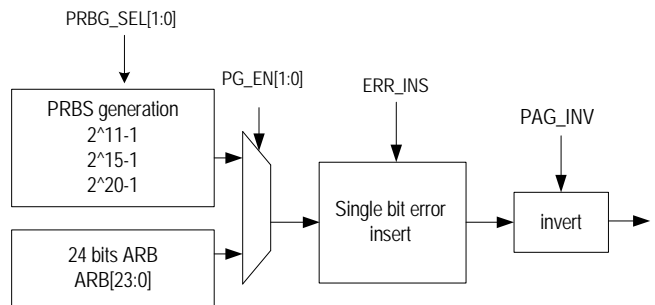 PRBG_SEL[1:0]
PG_EN[1:0]
ERR_INS
PAG_INV
PRBS generation
2^11-1
2^15-1
2^20-1
Single bit error
insert
invert
24 bits ARB
ARB[23:0]